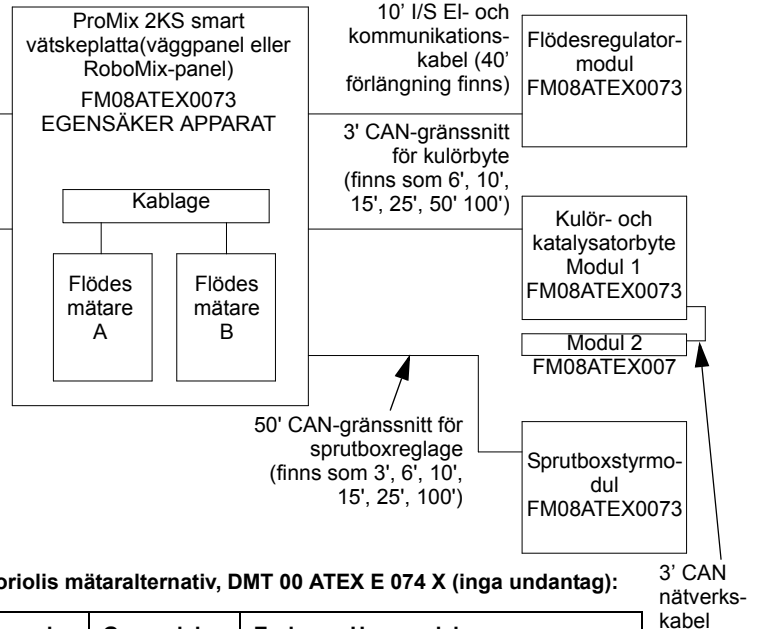 ProMix 2KS smart
vätskeplatta(väggpanel eller
RoboMix-panel)
FM08ATEX0073
EGENSÄKER APPARAT
Kablage
Flödes
mätare
A
Flödes
mätare
B
10' I/S El- och
kommunikations-
kabel (40'
förlängning finns)
3' CAN-gränssnitt
för kulörbyte
(finns som 6', 10',
15', 25', 50' 100')
Flödesregulator-
modul
FM08ATEX0073
Kulör- och
katalysatorbyte
Modul 1
FM08ATEX0073
Modul 2
FM08ATEX007
50' CAN-gränssnitt för
sprutboxreglage
(finns som 3', 6', 10',
15', 25', 100')
Sprutboxstyrmo-
dul
FM08ATEX0073
3’ CAN
nätverks-
kabel
oriolis mätaralternativ, DMT 00 ATEX E 074 X (inga undantag):